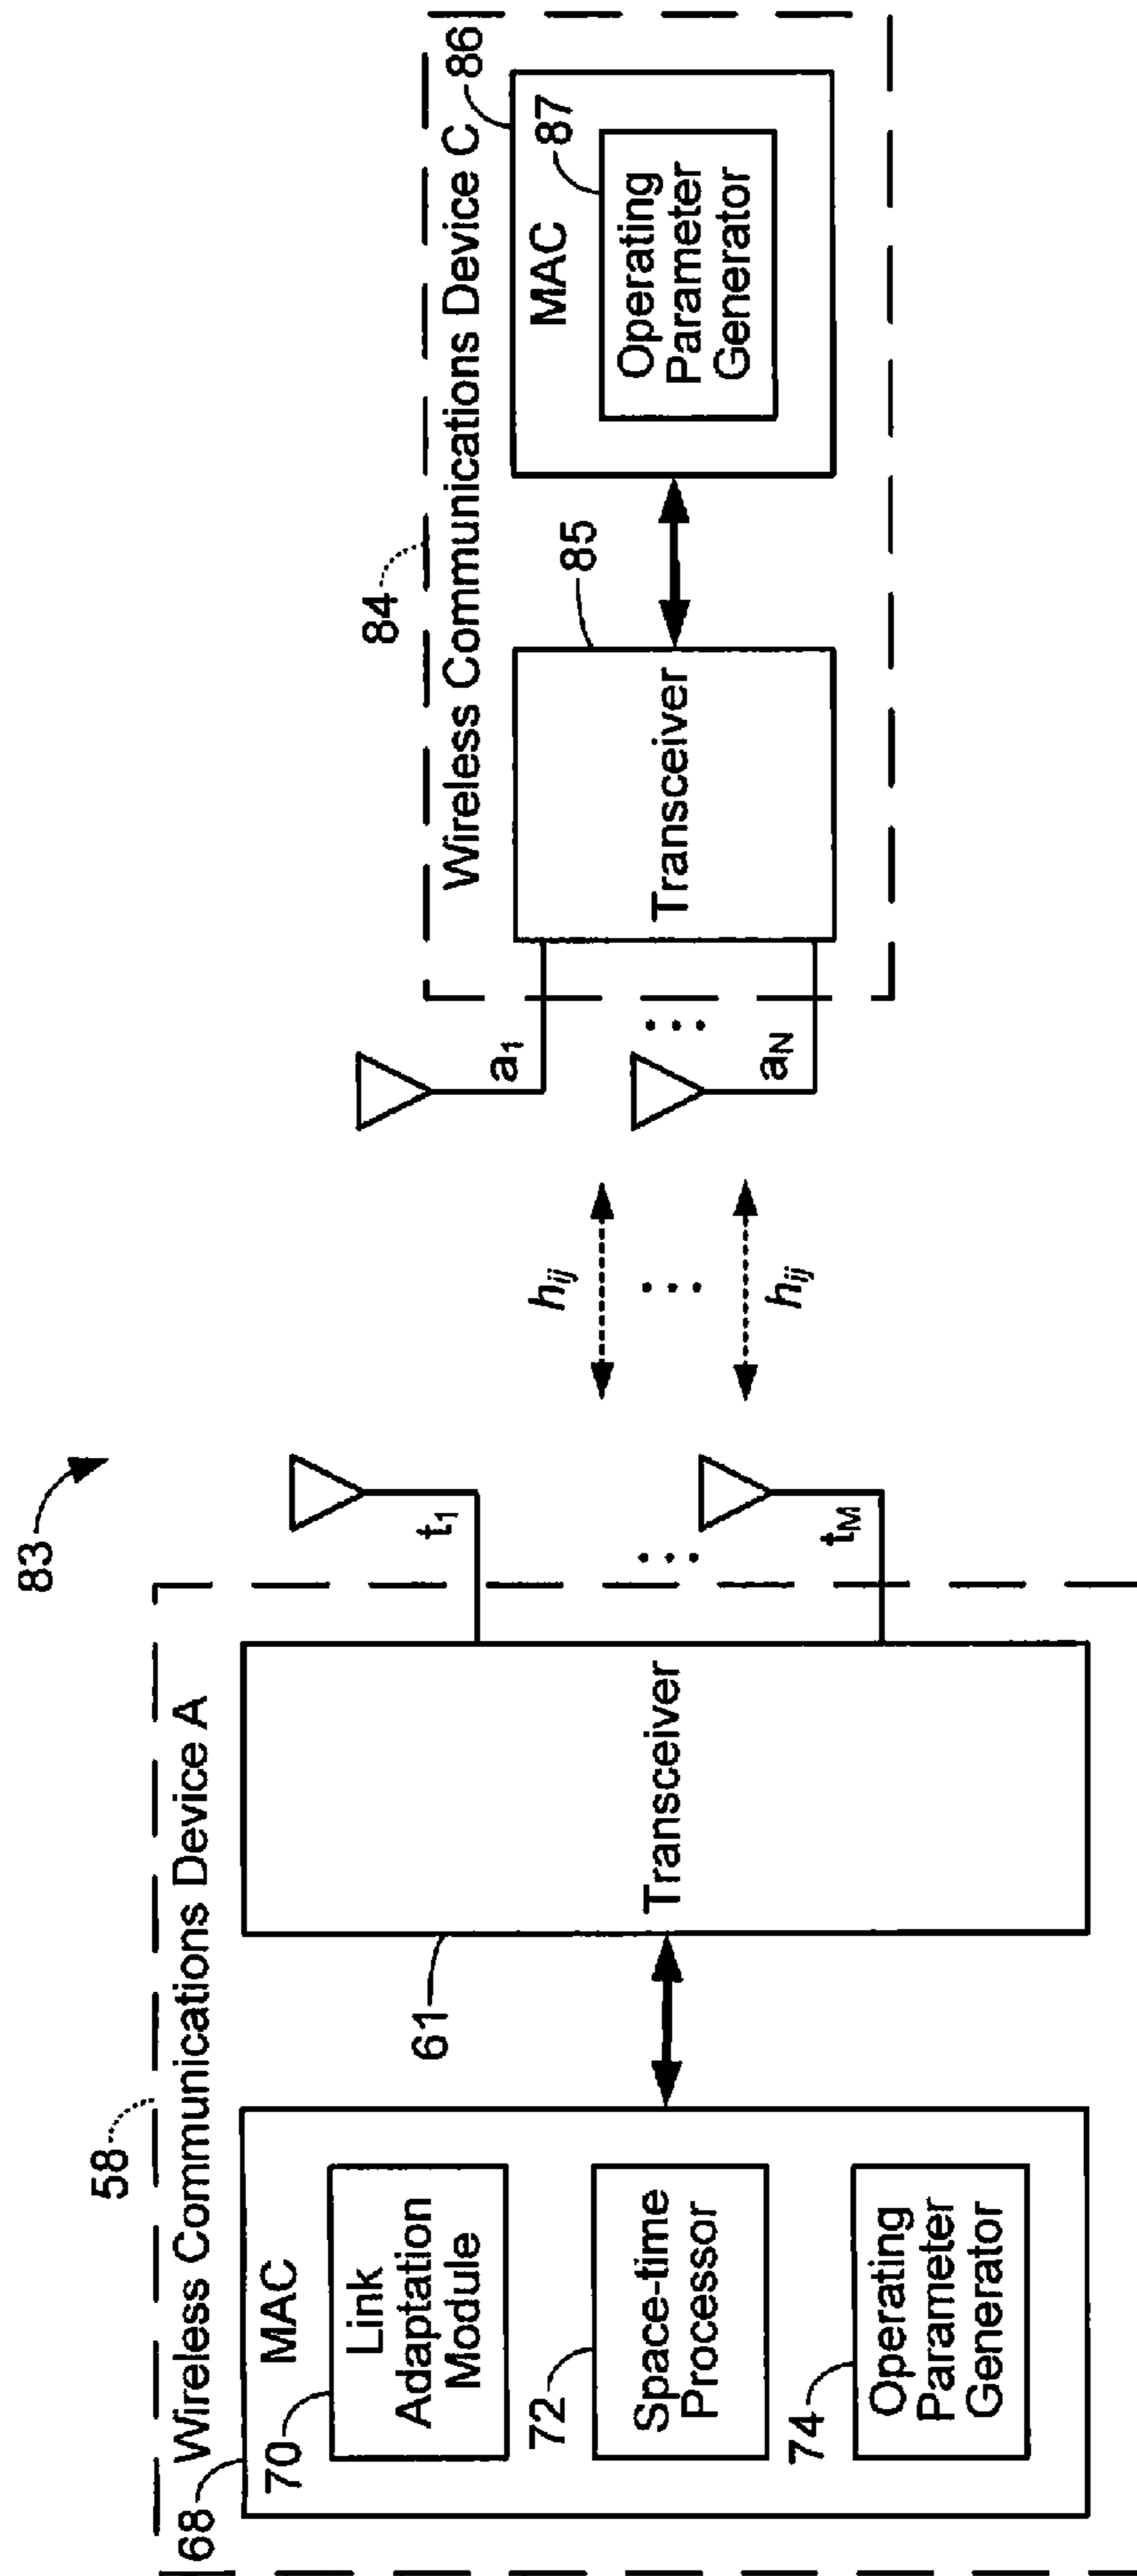 83
58
Wireless Communications Device A
68
MAC
70
Link
Adaptation
Module
72
Space-time
Processor
74
Operating
Parameter
Generator
61
Transceiver
t1
⋮
tM
hij
⋮
hij
84
Wireless Communications Device C
a1
⋮
aN
85
Transceiver
86
MAC
87
Operating
Parameter
Generator